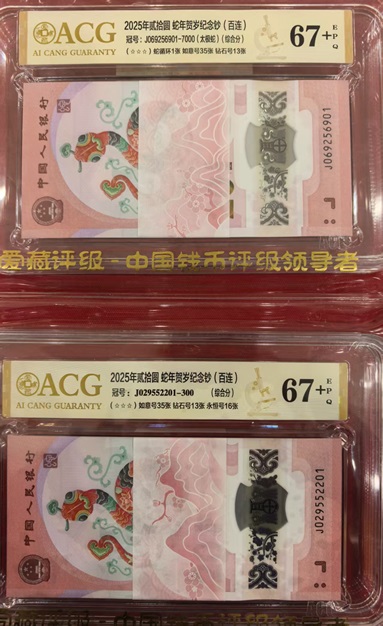 ACG
AI CANG GUARANTY
2025年贰拾圆 蛇年贺岁纪念钞（百连）
冠号：J069256901-7000（太极蛇）（综合分）
（☆☆☆）蛇循环1张 如意号35张 钻石号13张
67+ EPQ
中国人民银行
J069256901
爱藏评级·中国钱币评级领导者
ACG
AI CANG GUARANTY
2025年贰拾圆 蛇年贺岁纪念钞（百连）
冠号：J029552201-300 （综合分）
（☆☆☆）如意号35张 钻石号13张 永恒号16张
67+ EPQ
中国人民银行
J029552201